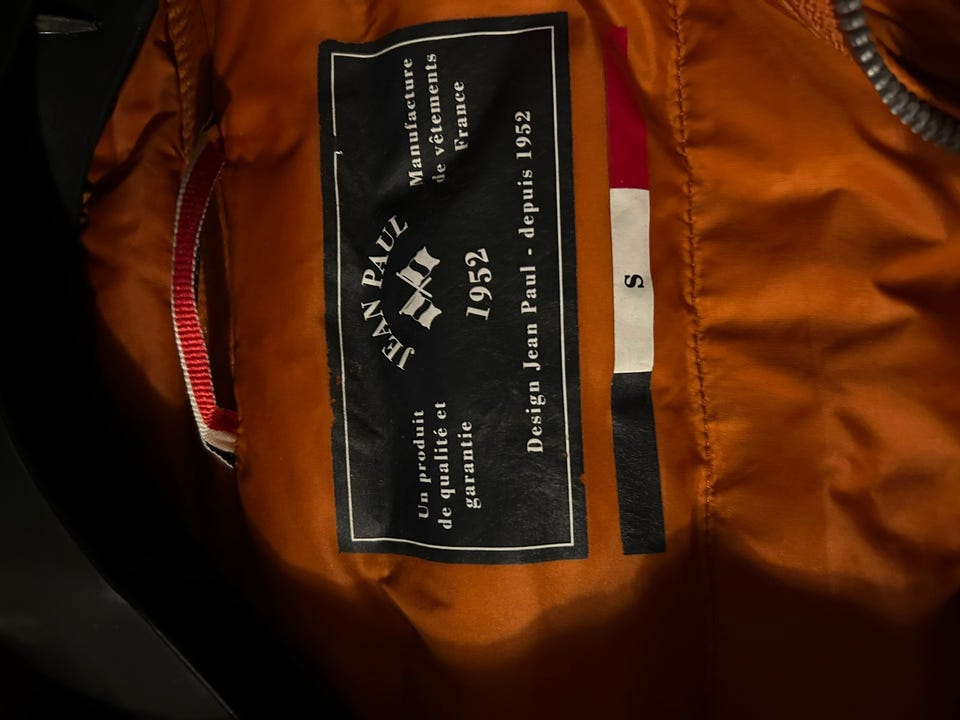 Un produit
de qualité et
garantie
JEAN PAUL
1952
Manufacture
de vêtements
France
Design Jean Paul - depuis 1952
S